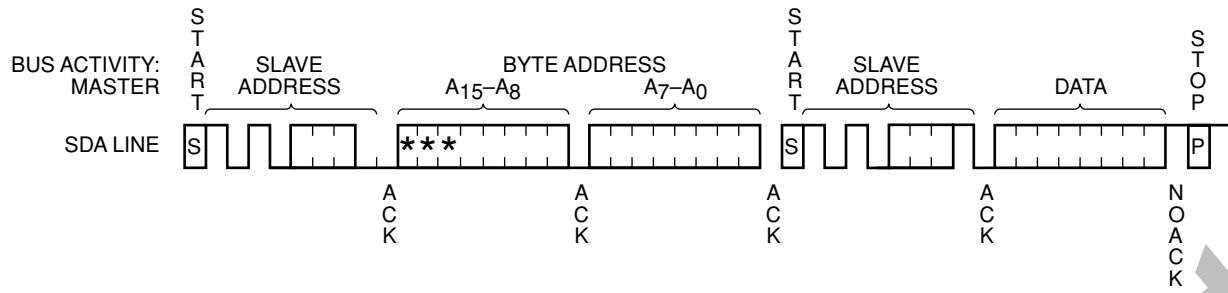 START
START
STOP
BUS ACTIVITY:
MASTER
SLAVE
ADDRESS
BYTE ADDRESS
A15–A8
A7–A0
SLAVE
ADDRESS
DATA
SDA LINE
S
***
S
P
ACK
ACK
ACK
ACK
NOACK